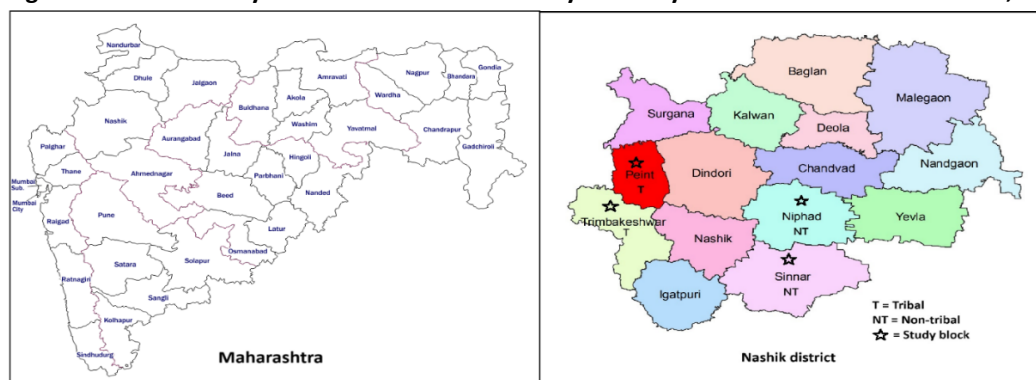 Nandurbar
Dhule
Jalgaon
Nashik
Buldhana
Akola
Amravati
Washim
Wardha
Nagpur
Bhandara
Gondia
Yavatmal
Chandrapur
Gadchiroli
Palghar
Thane
Mumbai
Sub.
Mumbai
City
Aurangabad
Jalna
Hingoli
Parbhani
Nanded
Ahmednagar
Beed
Raigad
Pune
Latur
Osmanabad
Solapur
Satara
Ratnagiri
Sangli
Kolhapur
Sindhudurg
Maharashtra
Baglan
Malegaon
Surgana
Kalwan
Deola
Nandgaon
Peint
T
Dindori
Chandvad
Trimbakeshwar
T
Niphad
NT
Yevla
Nashik
Sinnar
NT
Igatpuri
T = Tribal
NT = Non-tribal
= Study block
Nashik district